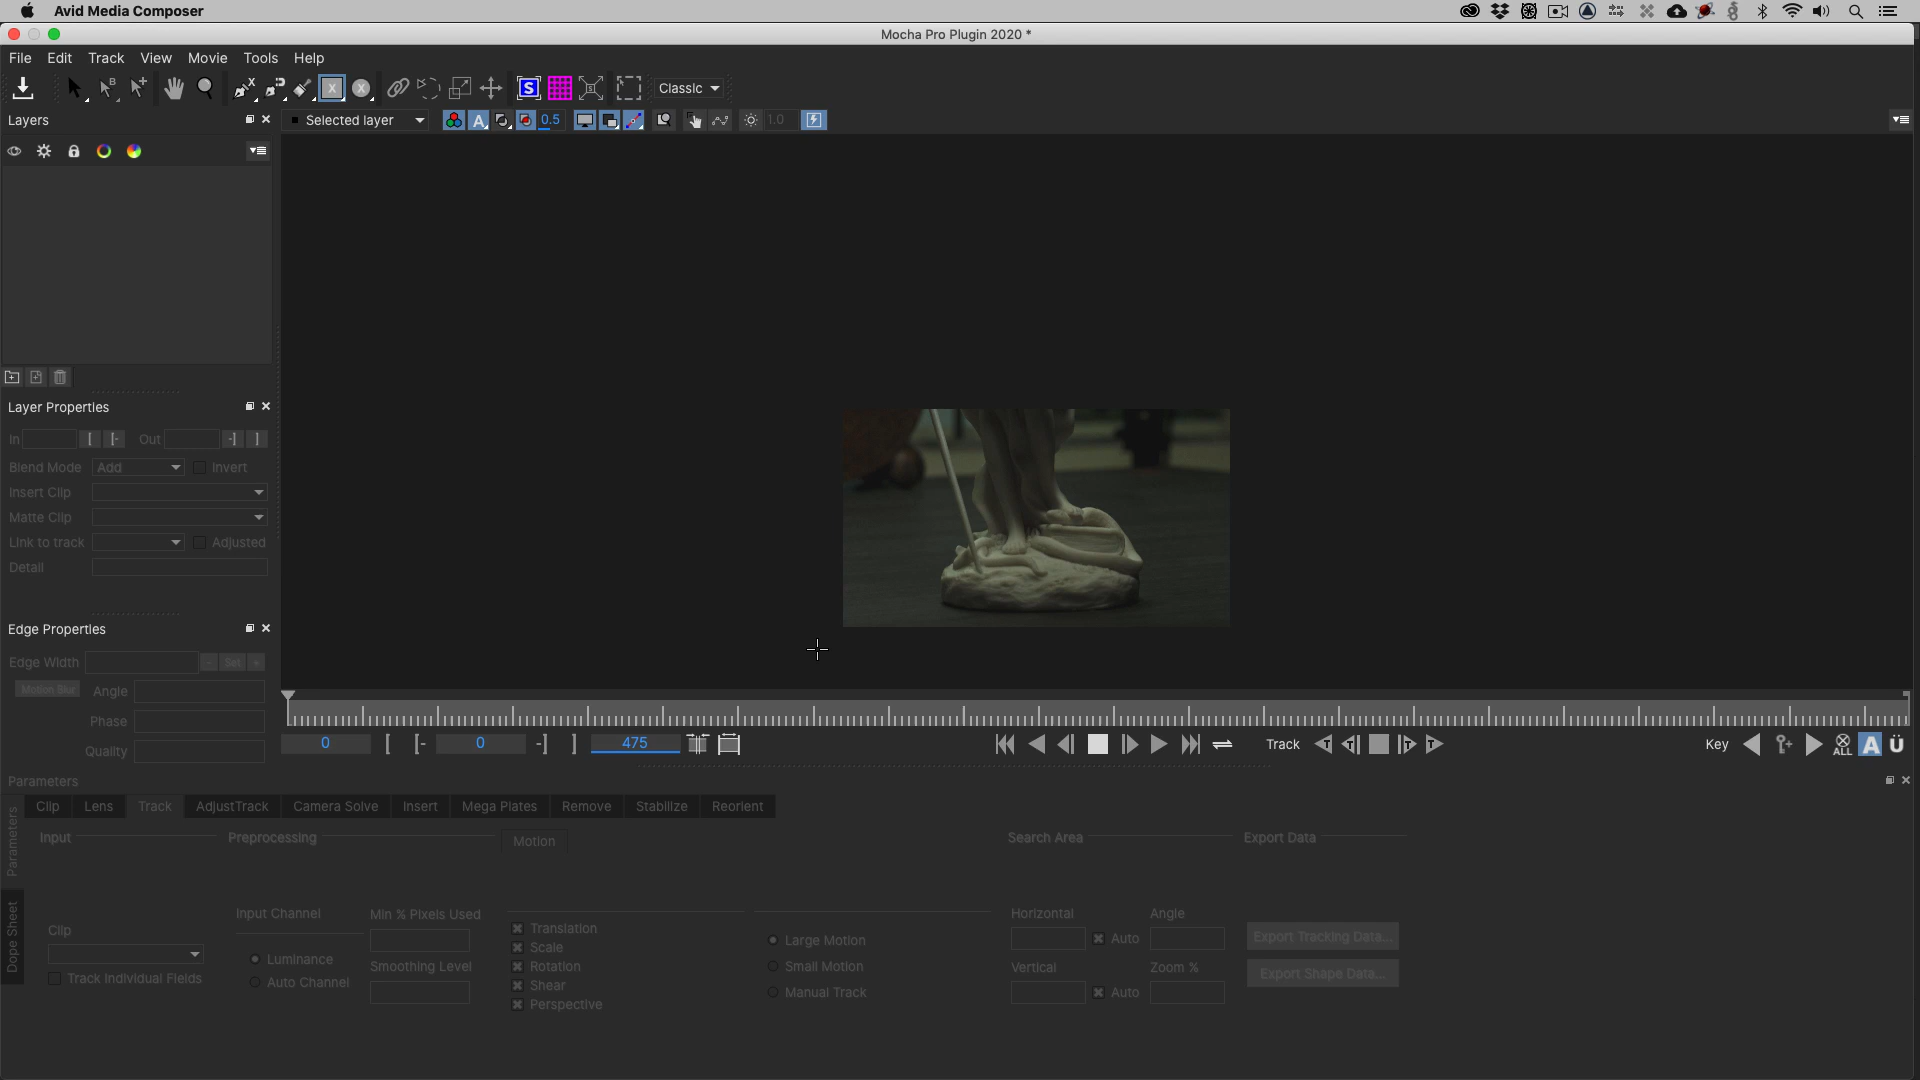 Avid Media Composer
Mocha Pro Plugin 2020 *
File Edit Track View Movie Tools Help
Classic
Layers
Selected layer
A
0.5
1.0
Layer Properties
In
Out
Blend Mode
Add
Invert
Insert Clip
Matte Clip
Link to track
Adjusted
Detail
Edge Properties
Edge Width
Set
Motion Blur
Angle
Phase
Quality
0
0
475
Track
Key
ALL
A
Ü
Parameters
Clip Lens Track AdjustTrack Camera Solve Insert Mega Plates Remove Stabilize Reorient
Parameters
Dope Sheet
Input
Clip
Track Individual Fields
Preprocessing
Input Channel
Luminance
Auto Channel
Min % Pixels Used
Smoothing Level
Motion
Translation
Scale
Rotation
Shear
Perspective
Large Motion
Small Motion
Manual Track
Search Area
Horizontal
Auto
Angle
Vertical
Auto
Zoom %
Export Data
Export Tracking Data...
Export Shape Data...